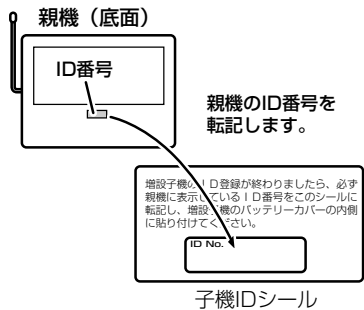 親機（底面）
ID番号
親機のID番号を
転記します。
増設子機のＩＤ登録が終わりましたら、必ず
親機に表示しているＩＤ番号をこのシールに
転記し、増設子機のバッテリーカバーの内側
に貼り付けてください。
ID No.
子機IDシール